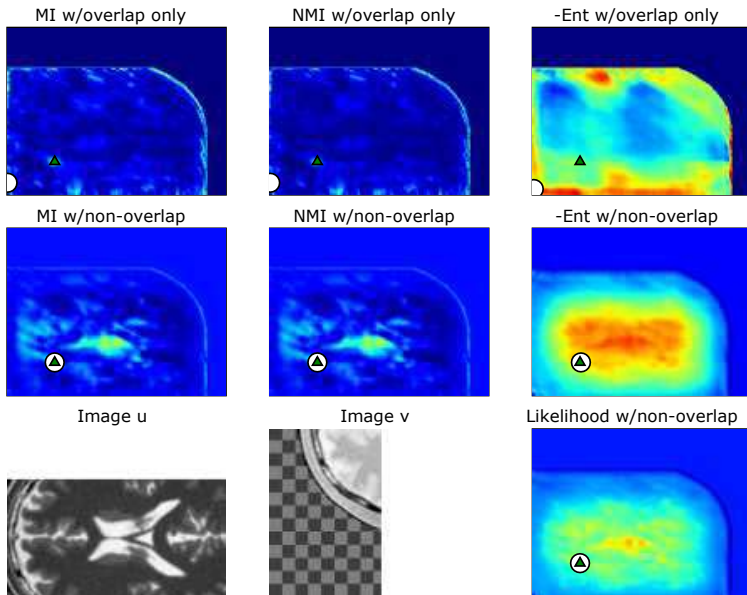 MI w/overlap only NMI w/overlap only -Ent w/overlap only
MI w/non-overlap NMI w/non-overlap -Ent w/non-overlap
Image u Image v Likelihood w/non-overlap